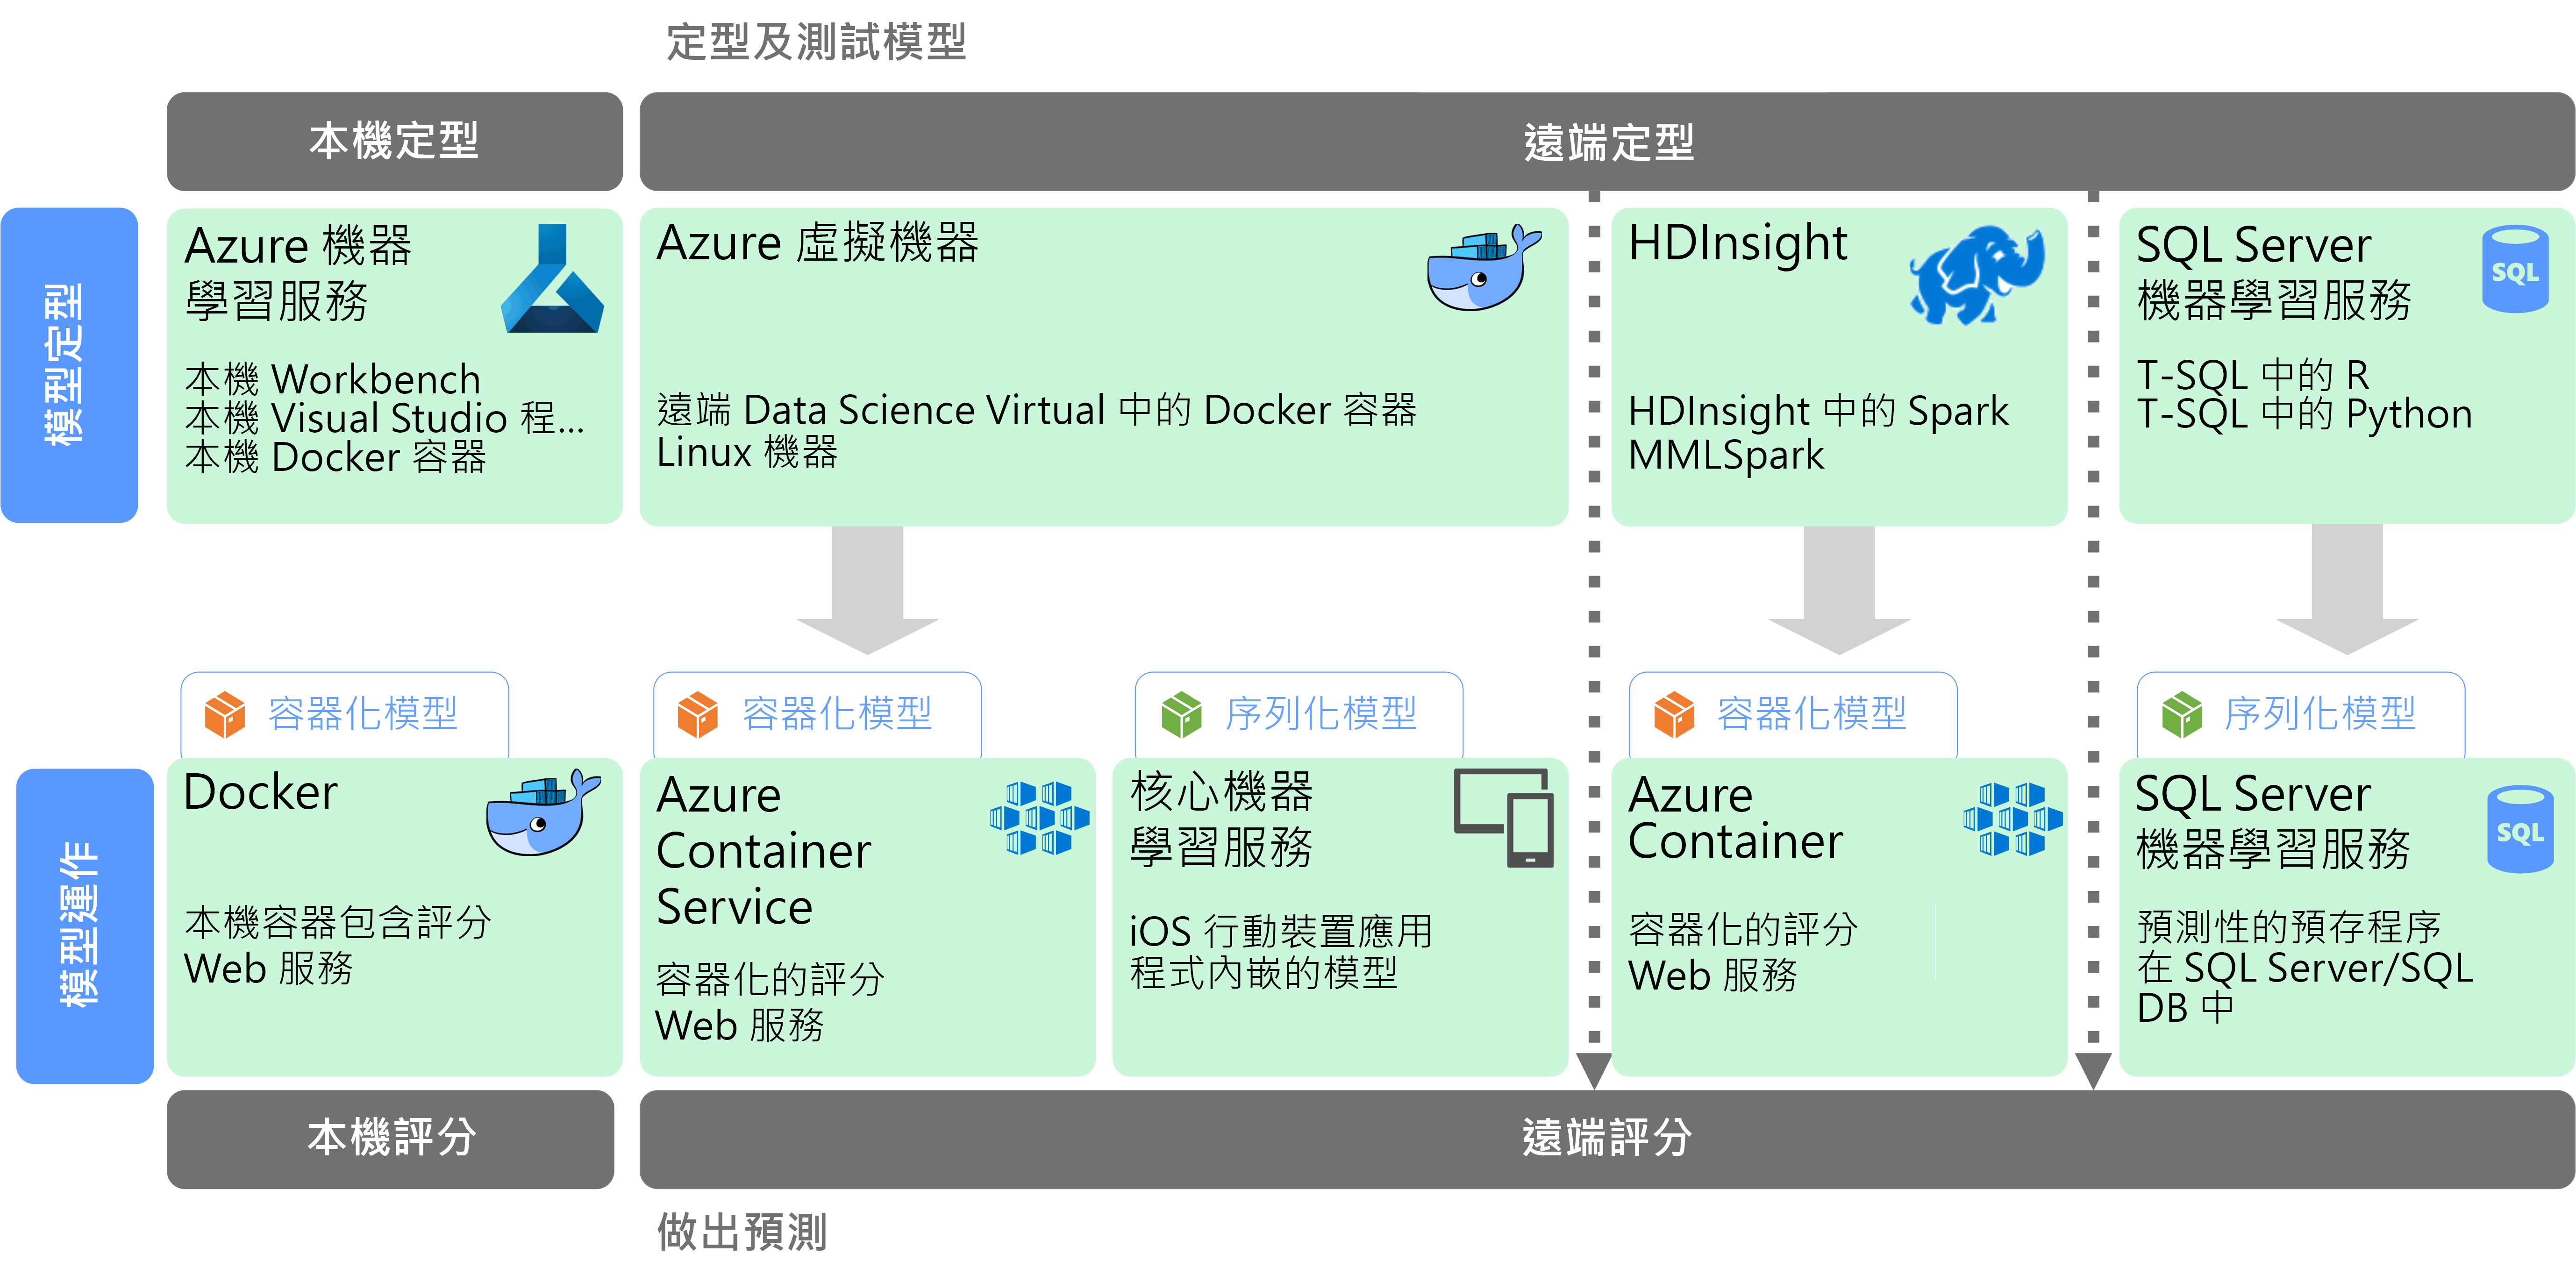 定型及測試模型
本機定型
遠端定型
模型定型
Azure 機器
學習服務
本機 Workbench
本機 Visual Studio 程...
本機 Docker 容器
Azure 虛擬機器
遠端 Data Science Virtual 中的 Docker 容器
Linux 機器
HDInsight
HDInsight 中的 Spark
MMLSpark
SQL Server
機器學習服務
SQL
T-SQL 中的 R
T-SQL 中的 Python
模型運作
容器化模型
Docker
本機容器包含評分
Web 服務
容器化模型
Azure
Container
Service
容器化的評分
Web 服務
序列化模型
核心機器
學習服務
iOS 行動裝置應用
程式內嵌的模型
容器化模型
Azure
Container
容器化的評分
Web 服務
序列化模型
SQL Server
機器學習服務
SQL
預測性的預存程序
在 SQL Server/SQL
DB 中
本機評分
遠端評分
做出預測